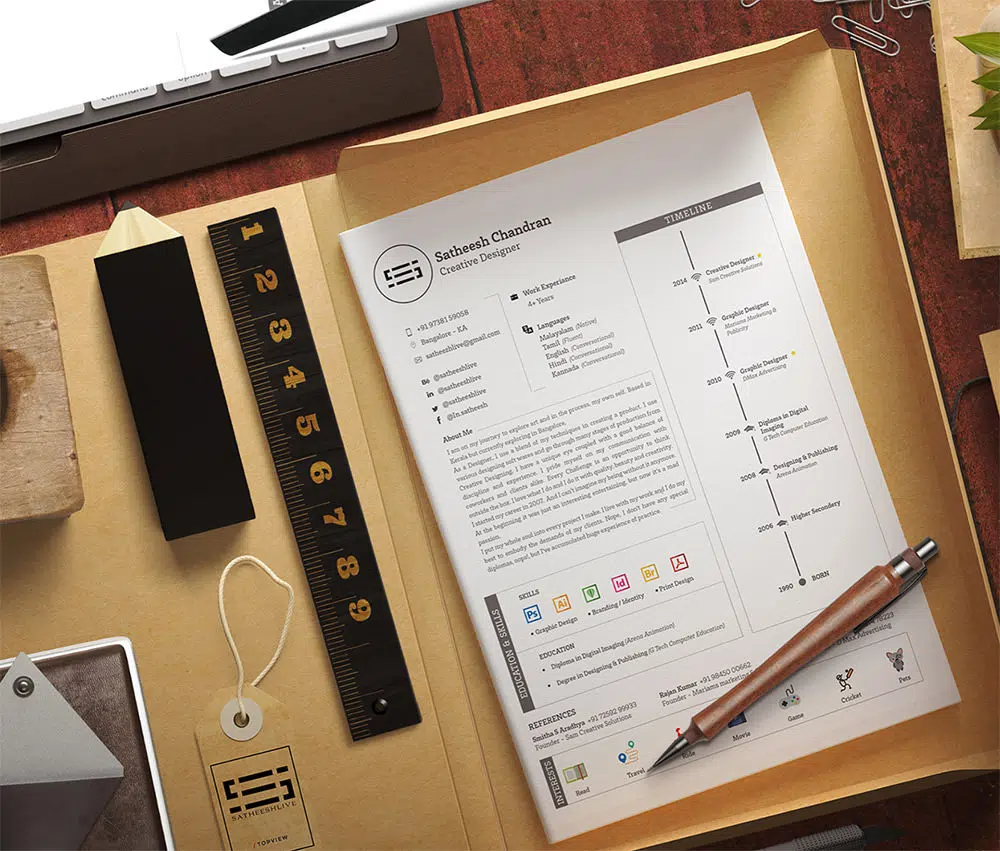 command
option
1
2
3
4
5
6
7
8
9
Satheesh Chandran
Creative Designer
+91 9738159058
Bangalore – KA
satheeshlive@gmail.com
Bē @satheeshlive
in @satheeshlive
@satheeshlive
f @In.satheesh
Work Experience
4+ Years
Languages
Malayalam (Native)
Tamil (Fluent)
English (Conversational)
Hindi (Conversational)
Kannada (Conversational)
About Me
I am on my journey to explore art and in the process, my own self. Based in
Kerala but currently exploring in Bangalore.
As a Designer, I use a blend of my techniques in creating a product. I use
various designing soft wares and go through many stages of production from
Creative Designing. I have a unique eye coupled with a good balance of
discipline and experience. I pride myself on my communication with
coworkers and clients alike. Every Challenge is an opportunity to think
outside the box. I love what I do and I do it with quality, beauty and creativity
I started my career in 2007. And I can't imagine my being without it anymore.
At the beginning it was just an interesting, entertaining, but now it's a mad
passion.
I put my whole soul into every project I make. I live with my work and I do my
best to embody the demands of my clients. Nope, I don't have any special
diplomas, oops!, but I've accumulated huge experience of practice.
TIMELINE
2014 Creative Designer
Sam Creative Solutions
2011 Graphic Designer
Mariams Marketing &
Publicity
2010 Graphic Designer
DMax Advertising
2009 Diploma in Digital
Imaging
G Tech Computer Education
2008 Designing & Publishing
Arena Animation
2006 Higher Secondery
1990 BORN
EDUCATION & SKILLS
SKILLS
Ps Ai Id Br
• Graphic Design • Branding / Identity • Print Design
EDUCATION
• Diploma in Digital Imaging (Arena Animation)
• Degree in Designing & Publishing (G Tech Computer Education)
REFERENCES
Smitha S Aradhya +91 72592 99933
Founder – Sam Creative Solutions
Rajan Kumar +91 98450 00662
Founder – Mariams marketing
78223
Max Advertising
INTERESTS
Read
Travel
Ride
Movie
Game
Cricket
Pets
SATHEESHLIVE
/ TOPVIEW